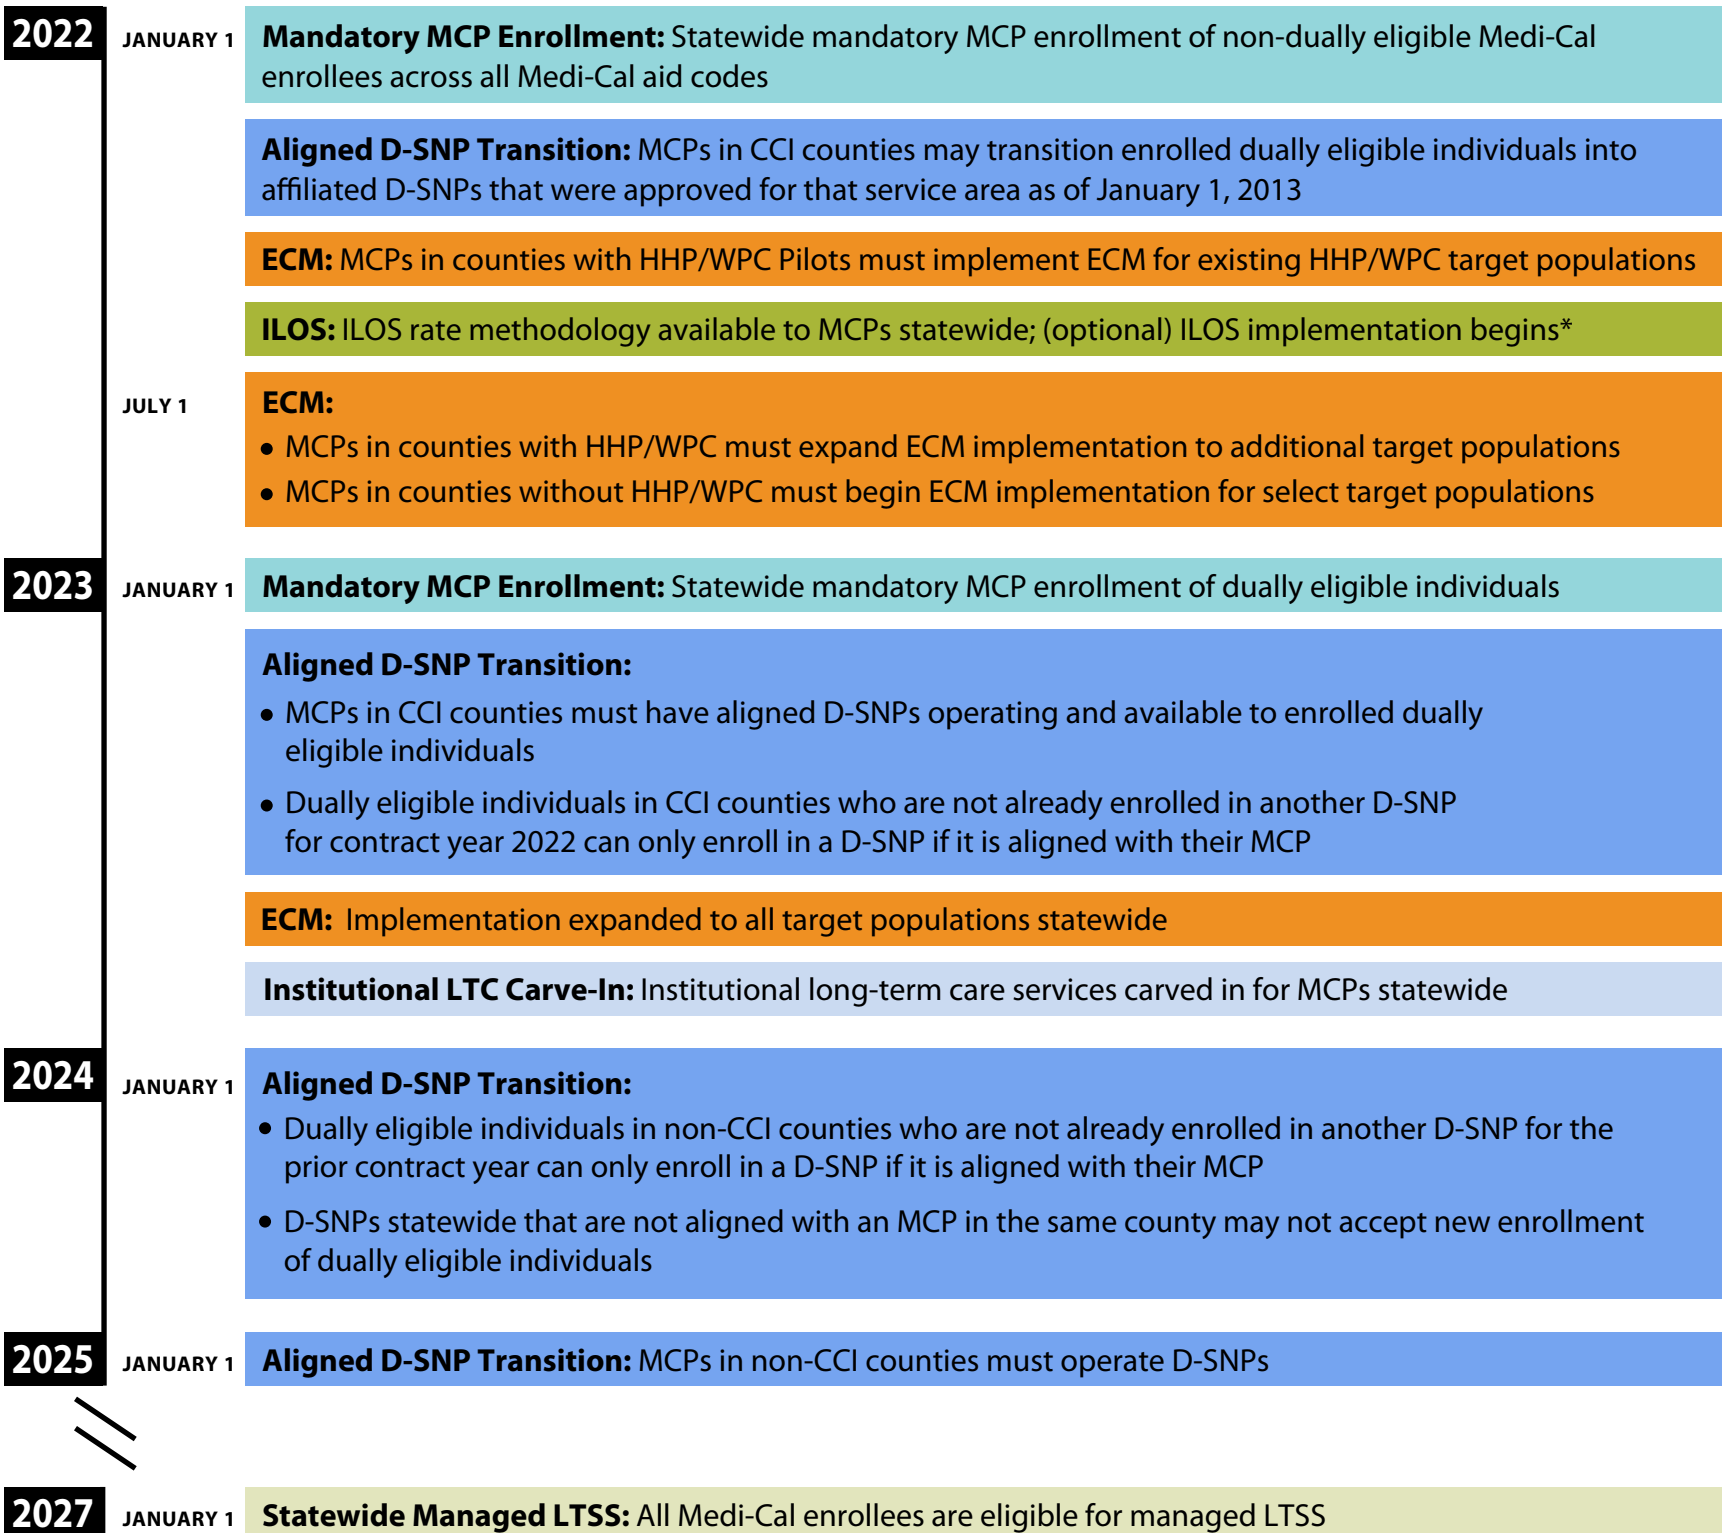 2022
JANUARY 1
Mandatory MCP Enrollment: Statewide mandatory MCP enrollment of non-dually eligible Medi-Cal
enrollees across all Medi-Cal aid codes
Aligned D-SNP Transition: MCPs in CCI counties may transition enrolled dually eligible individuals into
affiliated D-SNPs that were approved for that service area as of January 1, 2013
ECM: MCPs in counties with HHP/WPC Pilots must implement ECM for existing HHP/WPC target populations
ILOS: ILOS rate methodology available to MCPs statewide; (optional) ILOS implementation begins*
JULY 1
ECM:
• MCPs in counties with HHP/WPC must expand ECM implementation to additional target populations
• MCPs in counties without HHP/WPC must begin ECM implementation for select target populations
2023
JANUARY 1
Mandatory MCP Enrollment: Statewide mandatory MCP enrollment of dually eligible individuals
Aligned D-SNP Transition:
• MCPs in CCI counties must have aligned D-SNPs operating and available to enrolled dually
eligible individuals
• Dually eligible individuals in CCI counties who are not already enrolled in another D-SNP
for contract year 2022 can only enroll in a D-SNP if it is aligned with their MCP
ECM: Implementation expanded to all target populations statewide
Institutional LTC Carve-In: Institutional long-term care services carved in for MCPs statewide
2024
JANUARY 1
Aligned D-SNP Transition:
• Dually eligible individuals in non-CCI counties who are not already enrolled in another D-SNP for the
prior contract year can only enroll in a D-SNP if it is aligned with their MCP
• D-SNPs statewide that are not aligned with an MCP in the same county may not accept new enrollment
of dually eligible individuals
2025
JANUARY 1
Aligned D-SNP Transition: MCPs in non-CCI counties must operate D-SNPs
2027
JANUARY 1
Statewide Managed LTSS: All Medi-Cal enrollees are eligible for managed LTSS